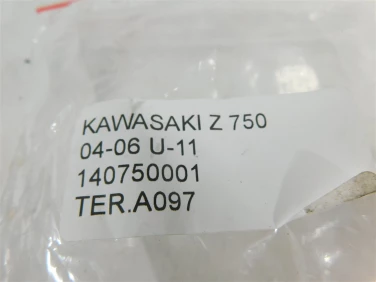 KAWASAKI Z 750
04-06 U-11
140750001
TER.A097